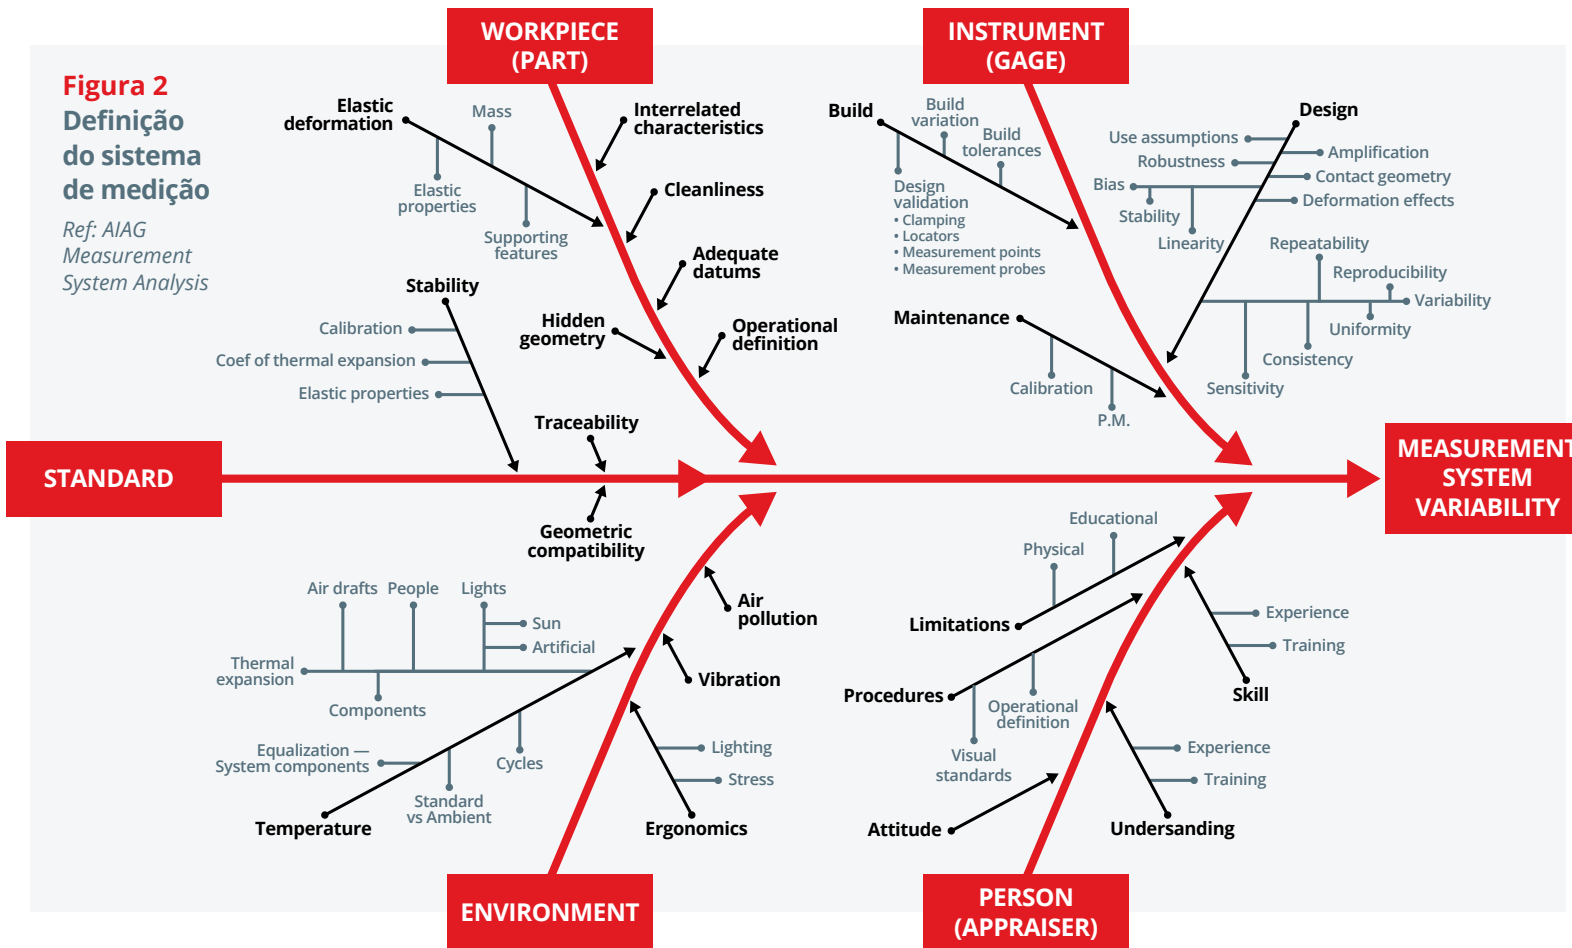 WORKPIECE
(PART)
INSTRUMENT
(GAGE)
Figura 2
Definição
do sistema
de medição
Ref: AIAG
Measurement
System Analysis
Elastic
deformation
Mass
Elastic
properties
Supporting
features
Interrelated
characteristics
Cleanliness
Adequate
datums
Hidden
geometry
Operational
definition
Stability
Calibration
Coef of thermal expansion
Elastic properties
Traceability
Geometric
compatibility
Build
Build
variation
Build
tolerances
Design
validation
• Clamping
• Locators
• Measurement points
• Measurement probes
Maintenance
Calibration
P.M.
Design
Use assumptions
Robustness
Bias
Stability
Linearity
Amplification
Contact geometry
Deformation effects
Repeatability
Reproducibility
Variability
Uniformity
Consistency
Sensitivity
STANDARD
MEASUREMENT
SYSTEM
VARIABILITY
Air drafts
People
Lights
Sun
Artificial
Thermal
expansion
Components
Equalization —
System components
Standard
vs Ambient
Cycles
Temperature
Air
pollution
Vibration
Lighting
Stress
Ergonomics
Educational
Physical
Limitations
Procedures
Operational
definition
Visual
standards
Attitude
Experience
Training
Skill
Experience
Training
Undersanding
ENVIRONMENT
PERSON
(APPRAISER)